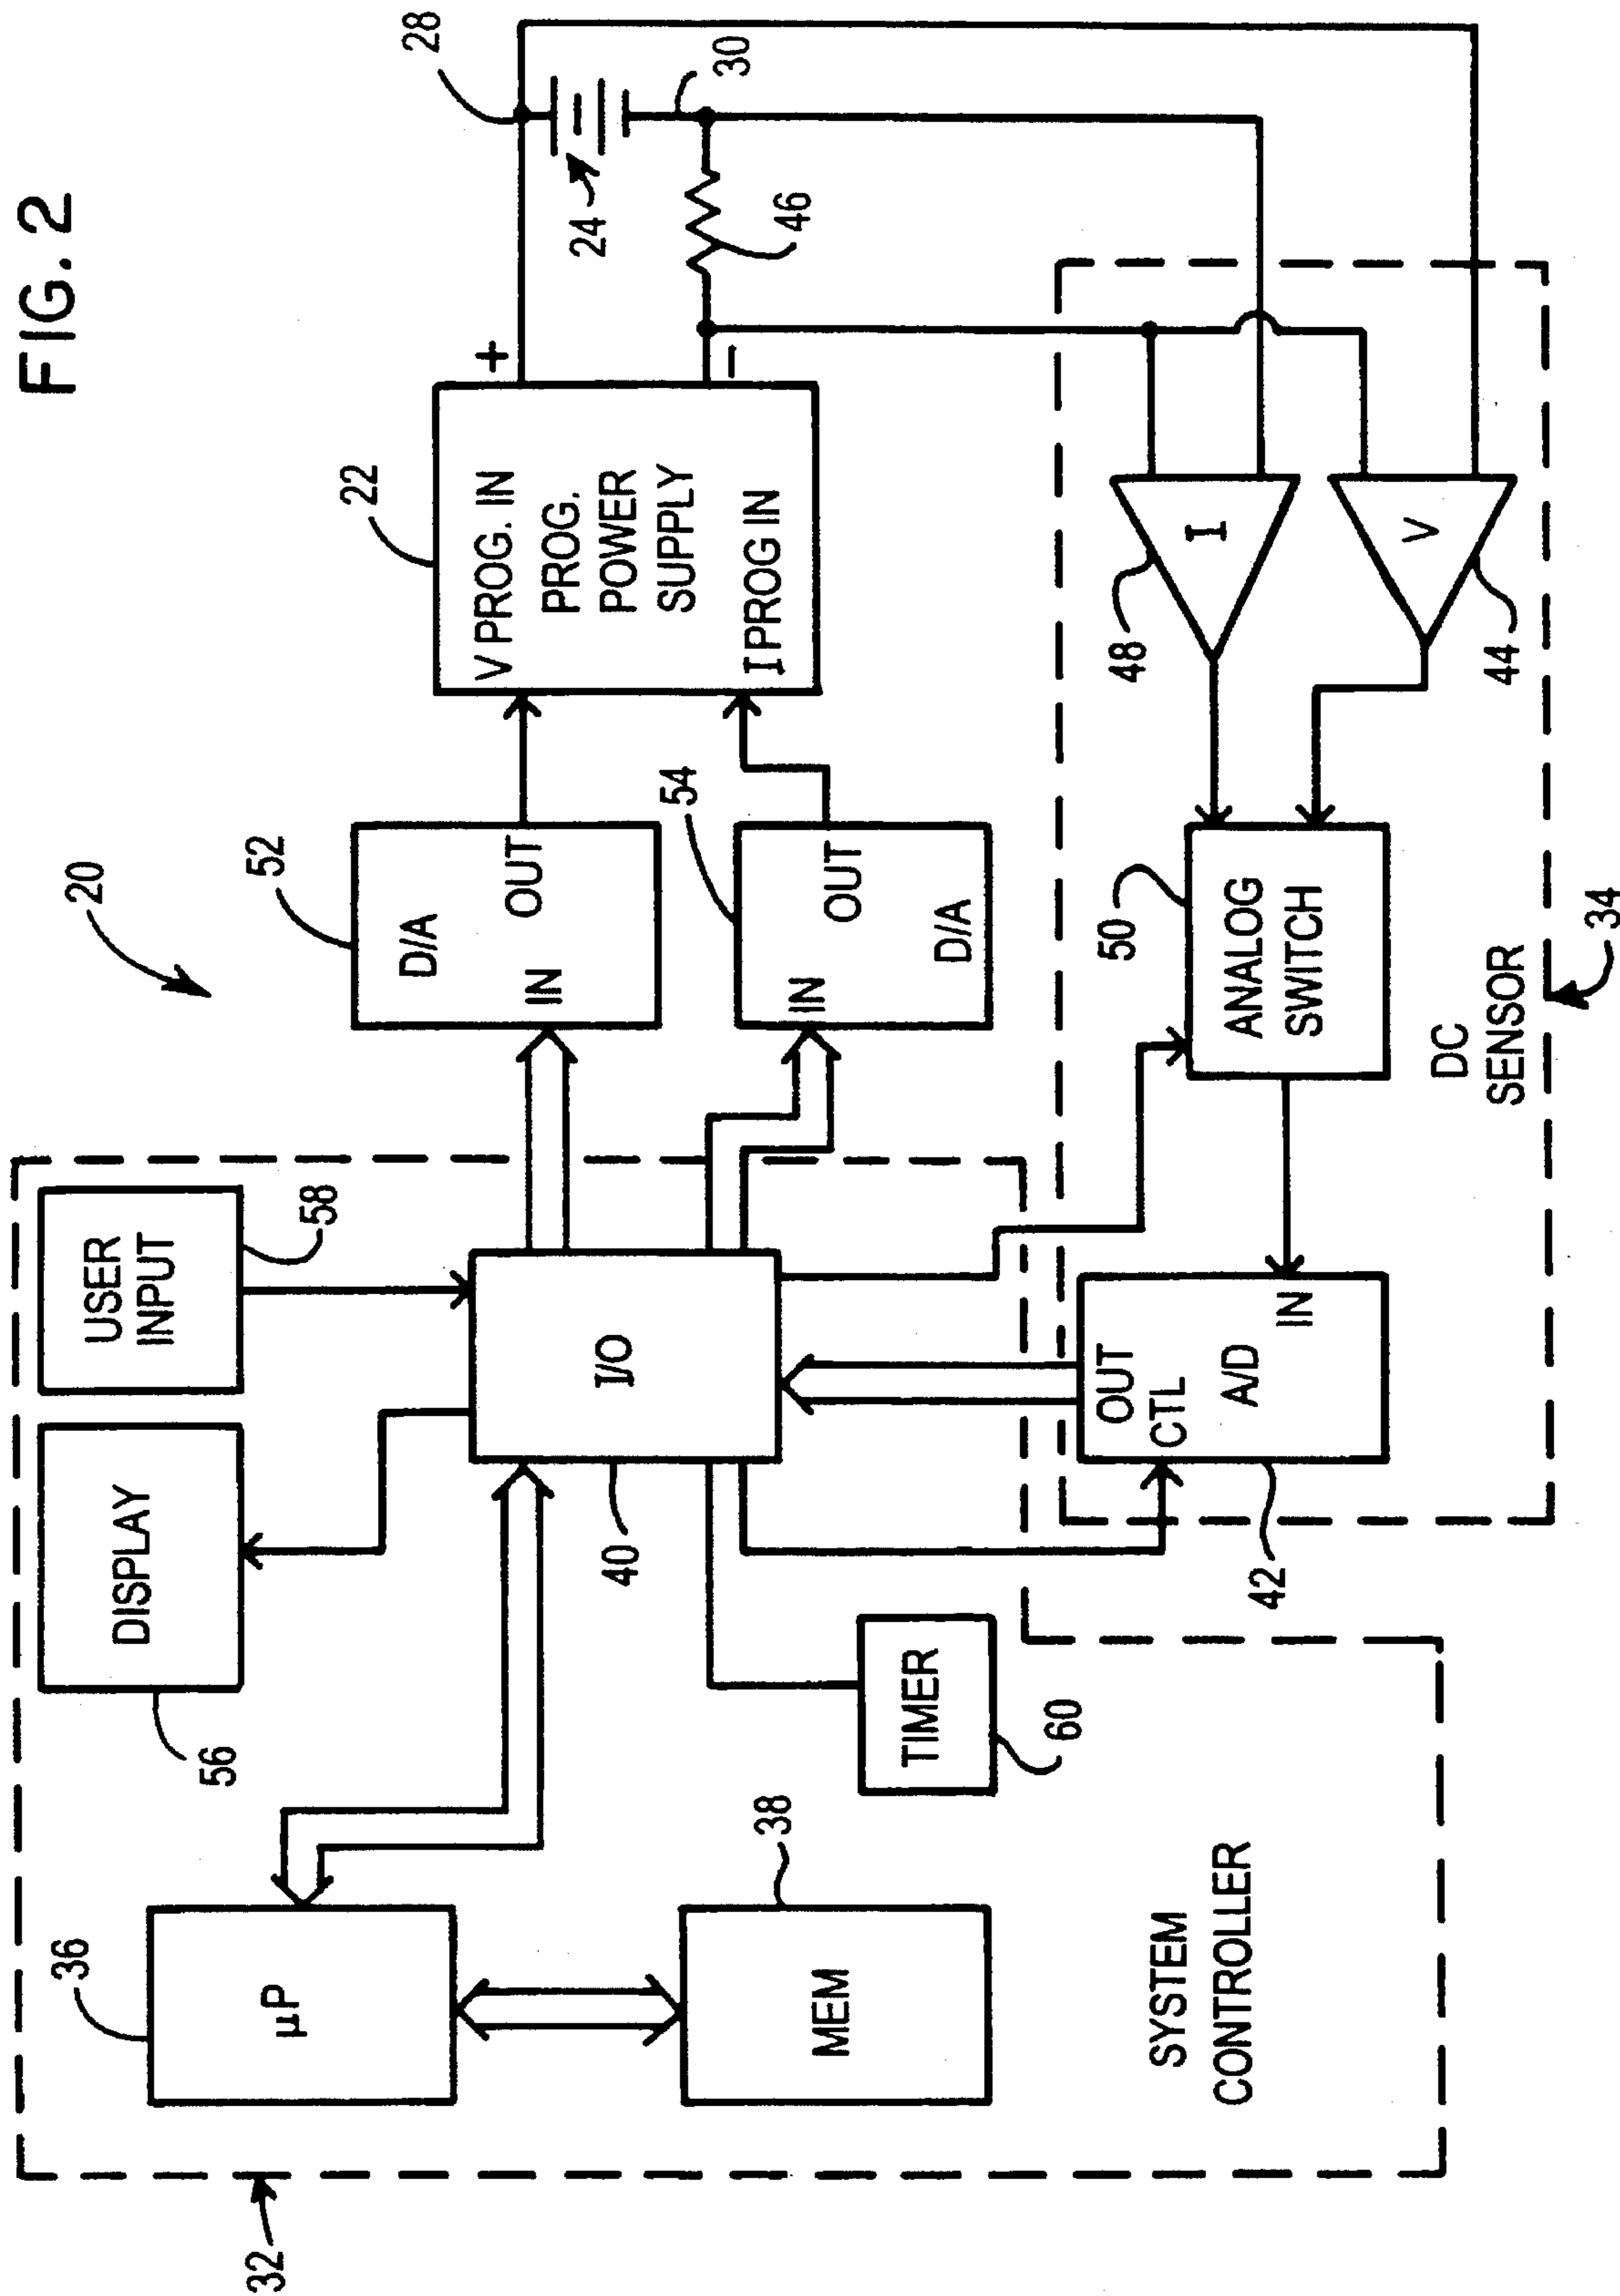 FIG. 2
20
28
30
24
46
+
−
22
V PROG. IN
PROG.
POWER
SUPPLY
I PROG IN
52
D/A
OUT
IN
54
IN
OUT
D/A
USER
INPUT
58
DISPLAY
56
I/O
40
36
µP
38
MEM
TIMER
60
SYSTEM
CONTROLLER
32
OUT
CTL
A/D
IN
42
50
ANALOG
SWITCH
48
I
44
V
DC
SENSOR
34